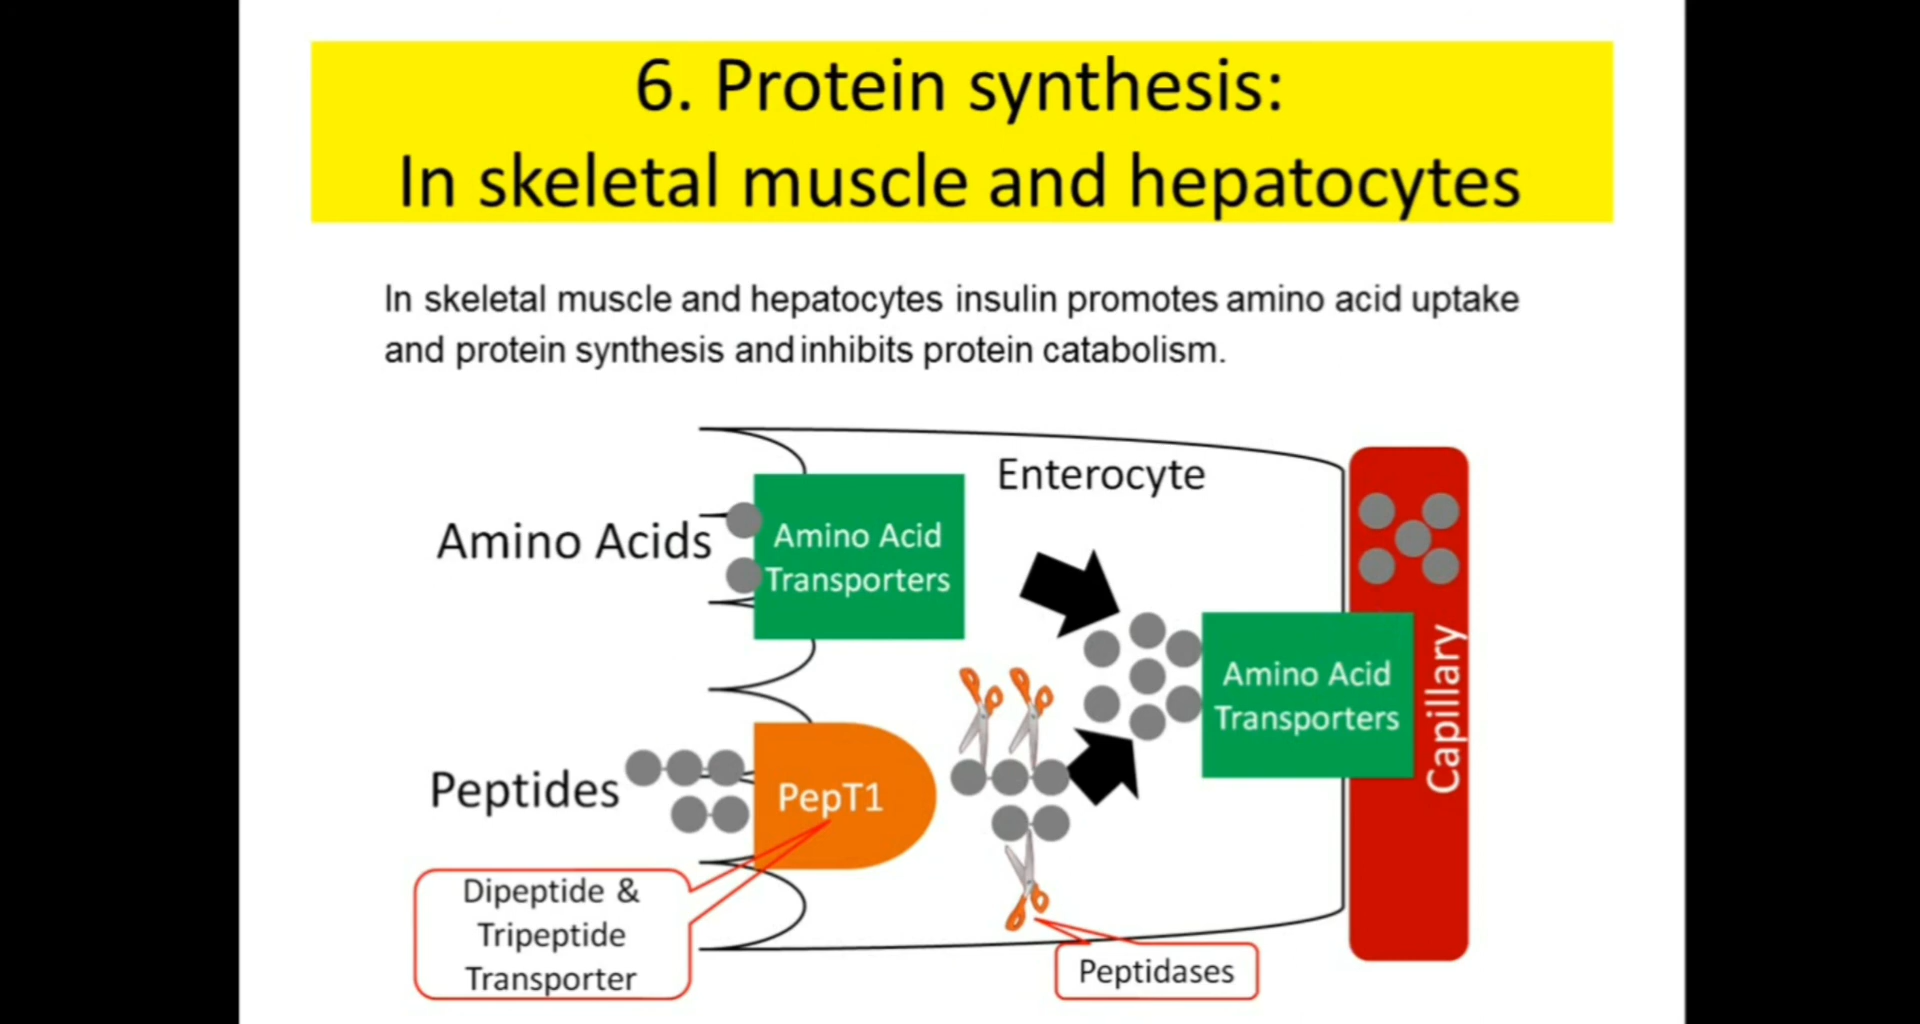 6. Protein synthesis:
In skeletal muscle and hepatocytes
In skeletal muscle and hepatocytes insulin promotes amino acid uptake
and protein synthesis and inhibits protein catabolism.
Enterocyte
Amino Acids
Amino Acid
Transporters
Amino Acid
Transporters
Capillary
Peptides
PepT1
Dipeptide &
Tripeptide
Transporter
Peptidases